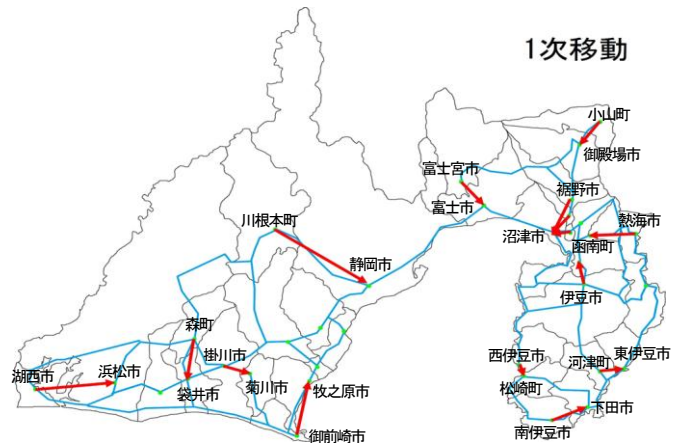 1次移動
小山町
御殿場市
富士宮市
裾野市
富士市
川根本町
熱海市
沼津市
函南町
静岡市
伊豆市
森町
掛川市
西伊豆市
河津町
東伊豆市
湖西市
浜松市
袋井市
菊川市
牧之原市
松崎町
下田市
南伊豆市
御前崎市